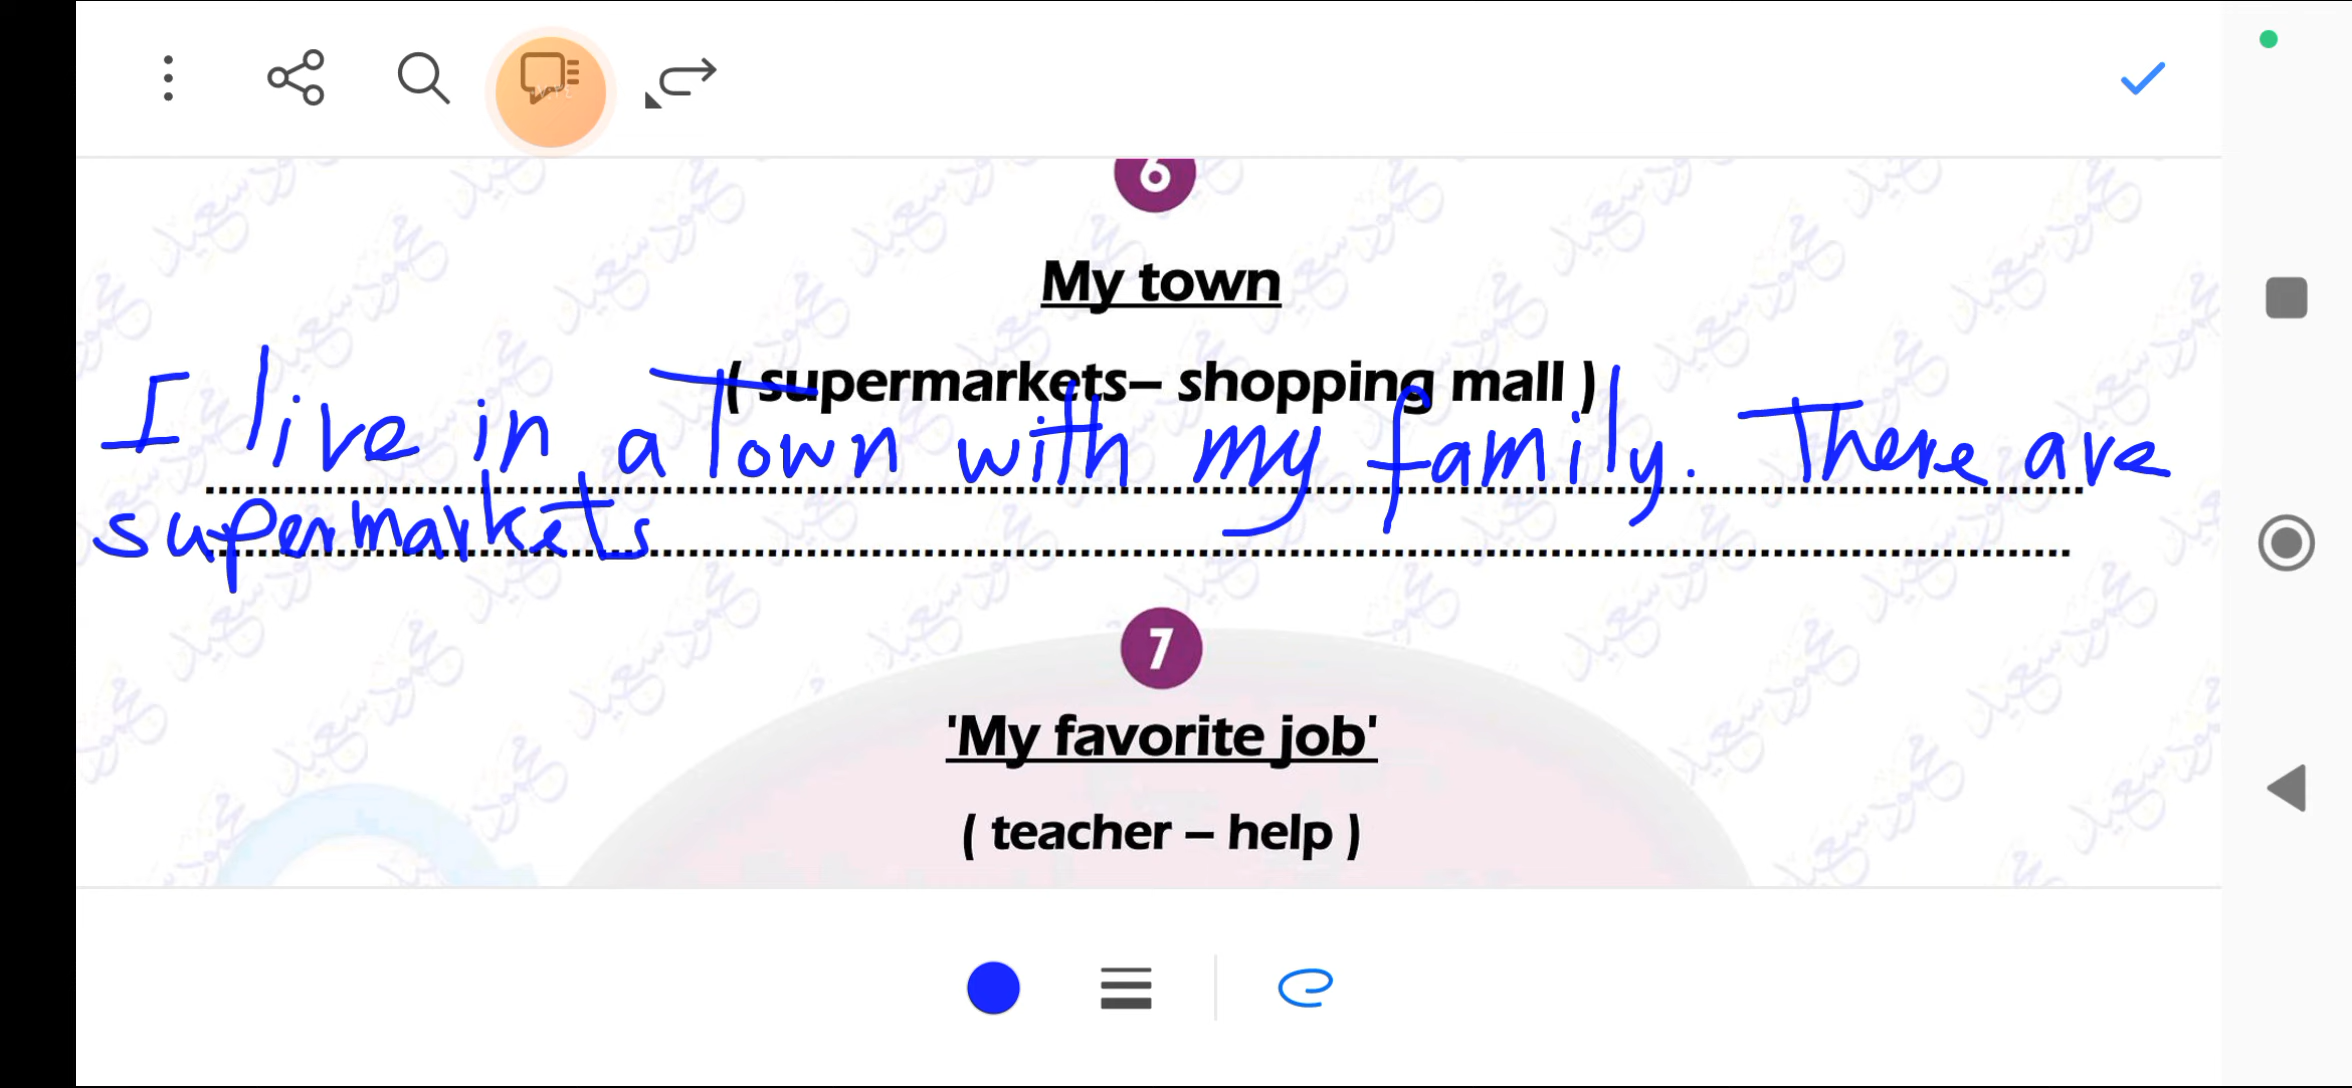 6
My town
( supermarkets– shopping mall )
I live in a Town with my family. There are
supermarkets
7
'My favorite job'
( teacher – help )